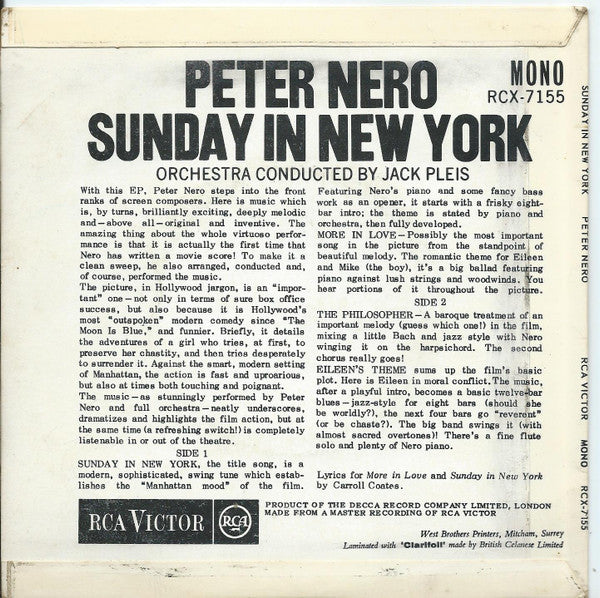 PETER NERO
MONO
RCX-7155
SUNDAY IN NEW YORK
ORCHESTRA CONDUCTED BY JACK PLEIS
With this EP, Peter Nero steps into the front
ranks of screen composers. Here is music which
is, by turns, brilliantly exciting, deeply melodic
and—above all—original and inventive. The
amazing thing about the whole virtuoso perfor-
mance is that it is actually the first time that
Nero has written a movie score! To make it a
clean sweep, he also arranged, conducted and,
of course, performed the music.
The picture, in Hollywood jargon, is an "impor-
tant" one—not only in terms of sure box office
success, but also because it is Hollywood's
most "outspoken" modern comedy since "The
Moon Is Blue," and funnier. Briefly, it details
the adventures of a girl who tries, at first, to
preserve her chastity, and then tries desperately
to surrender it. Against the smart, modern setting
of Manhattan, the action is fast and uproarious,
but also at times both touching and poignant.
The music—as stunningly performed by Peter
Nero and full orchestra—neatly underscores,
dramatizes and highlights the film action, but at
the same time (a refreshing switch!) is completely
listenable in or out of the theatre.
SIDE 1
SUNDAY IN NEW YORK, the title song, is a
modern, sophisticated, swing tune which estab-
lishes the "Manhattan mood" of the film.
Featuring Nero's piano and some fancy bass
work as an opener, it starts with a frisky eight-
bar intro; the theme is stated by piano and
orchestra, then fully developed.
MORE IN LOVE—Possibly the most important
song in the picture from the standpoint of
beautiful melody. The romantic theme for Eileen
and Mike (the boy), it's a big ballad featuring
piano against lush strings and woodwinds. You
hear portions of it throughout the picture.
SIDE 2
THE PHILOSOPHER—A baroque treatment of an
important melody (guess which one!) in the film,
mixing a little Bach and jazz style with Nero
winging it on the harpsichord. The second
chorus really goes!
EILEEN'S THEME sums up the film's basic
plot. Here is Eileen in moral conflict. The music,
after a playful intro, becomes a basic twelve-bar
blues—jazz-style for eight bars (should she
be worldly?), the next four bars go "reverent"
(or be chaste?). The big band swings it (with
almost sacred overtones)! There's a fine flute
solo and plenty of Nero piano.
Lyrics for More in Love and Sunday in New York
by Carroll Coates.
RCA VICTOR
RCA
PRODUCT OF THE DECCA RECORD COMPANY LIMITED, LONDON
MADE FROM A MASTER RECORDING OF RCA VICTOR
West Brothers Printers, Mitcham, Surrey
Laminated with 'Clarifoil' made by British Celanese Limited
SUNDAY IN NEW YORK PETER NERO RCA VICTOR MONO RCX-7155